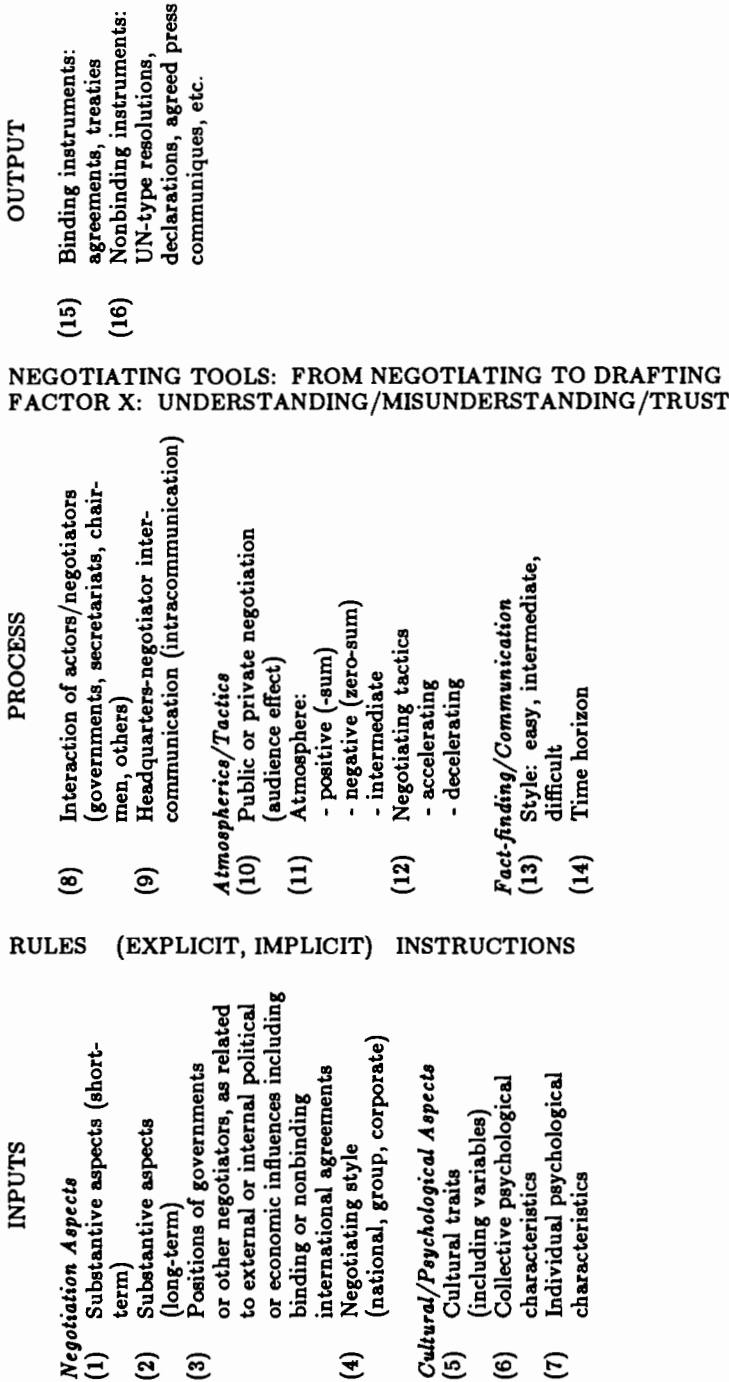 INPUTS
Negotiation Aspects
(1) Substantive aspects (short-
term)
(2) Substantive aspects
(long-term)
(3) Positions of governments
or other negotiators, as related
to external or internal political
or economic influences including
binding or nonbinding
international agreements
(4) Negotiating style
(national, group, corporate)
Cultural/Psychological Aspects
(5) Cultural traits
(including variables)
(6) Collective psychological
characteristics
(7) Individual psychological
characteristics
RULES (EXPLICIT, IMPLICIT) INSTRUCTIONS
PROCESS
(8) Interaction of actors/negotiators
(governments, secretariats, chair-
men, others)
(9) Headquarters-negotiator inter-
communication (intracommunication)
Atmospherics/Tactics
(10) Public or private negotiation
(audience effect)
(11) Atmosphere:
- positive (-sum)
- negative (zero-sum)
- intermediate
(12) Negotiating tactics
- accelerating
- decelerating
Fact-finding/Communication
(13) Style: easy, intermediate,
difficult
(14) Time horizon
NEGOTIATING TOOLS: FROM NEGOTIATING TO DRAFTING
FACTOR X: UNDERSTANDING/MISUNDERSTANDING/TRUST
OUTPUT
(15) Binding instruments:
agreements, treaties
(16) Nonbinding instruments:
UN-type resolutions,
declarations, agreed press
communiques, etc.